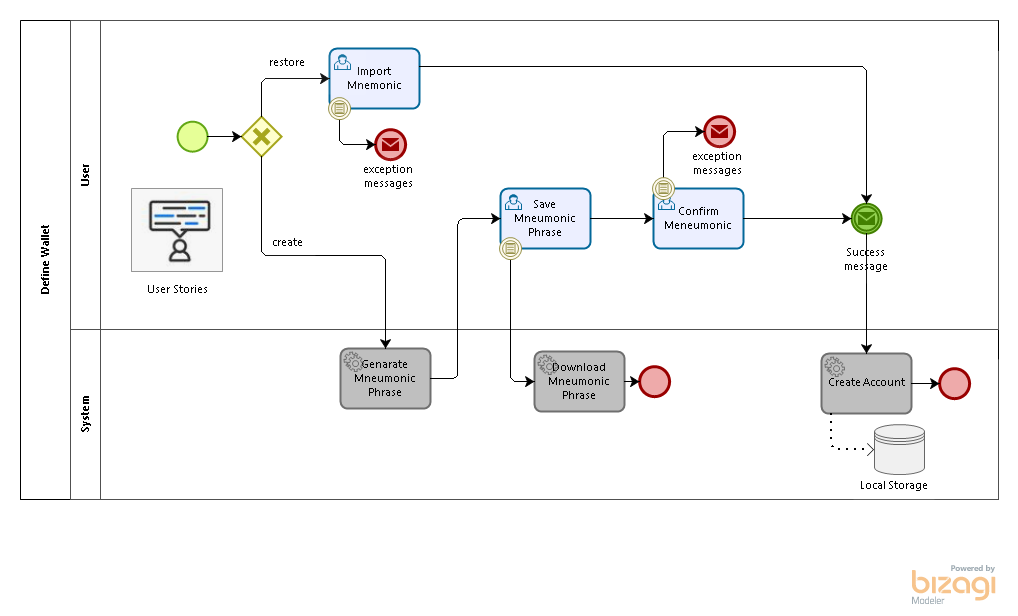 Define Wallet
User
restore
Import
Mnemonic
exception
messages
exception
messages
Save
Mneumonic
Phrase
Confirm
Meneumonic
create
Success
message
User Stories
System
Genarate
Mneumonic
Phrase
Download
Mneumonic
Phrase
Create Account
Local Storage
Powered by
bizagi
Modeler